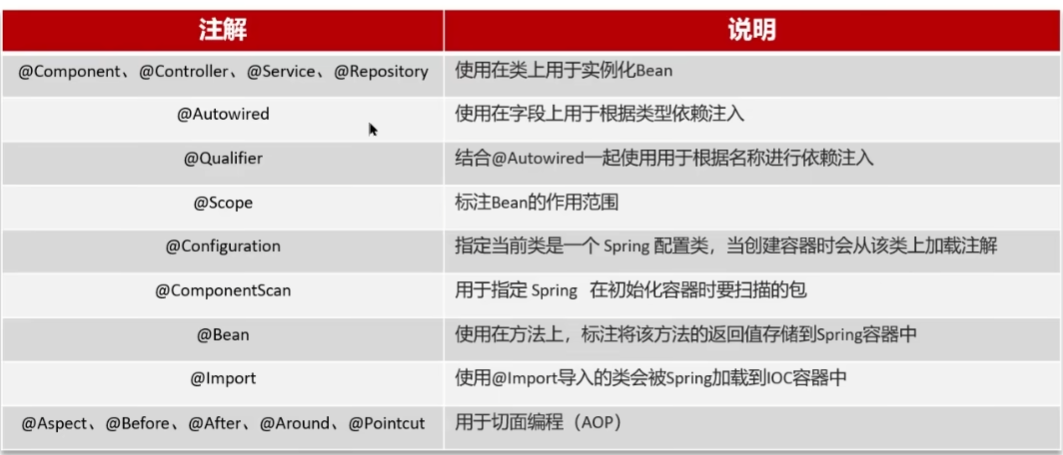 注解 说明
@Component、@Controller、@Service、@Repository 使用在类上用于实例化Bean
@Autowired 使用在字段上用于根据类型依赖注入
@Qualifier 结合@Autowired一起使用用于根据名称进行依赖注入
@Scope 标注Bean的作用范围
@Configuration 指定当前类是一个 Spring 配置类，当创建容器时会从该类上加载注解
@ComponentScan 用于指定 Spring 在初始化容器时要扫描的包
@Bean 使用在方法上，标注将该方法的返回值存储到Spring容器中
@Import 使用@Import导入的类会被Spring加载到IOC容器中
@Aspect、@Before、@After、@Around、@Pointcut 用于切面编程（AOP）